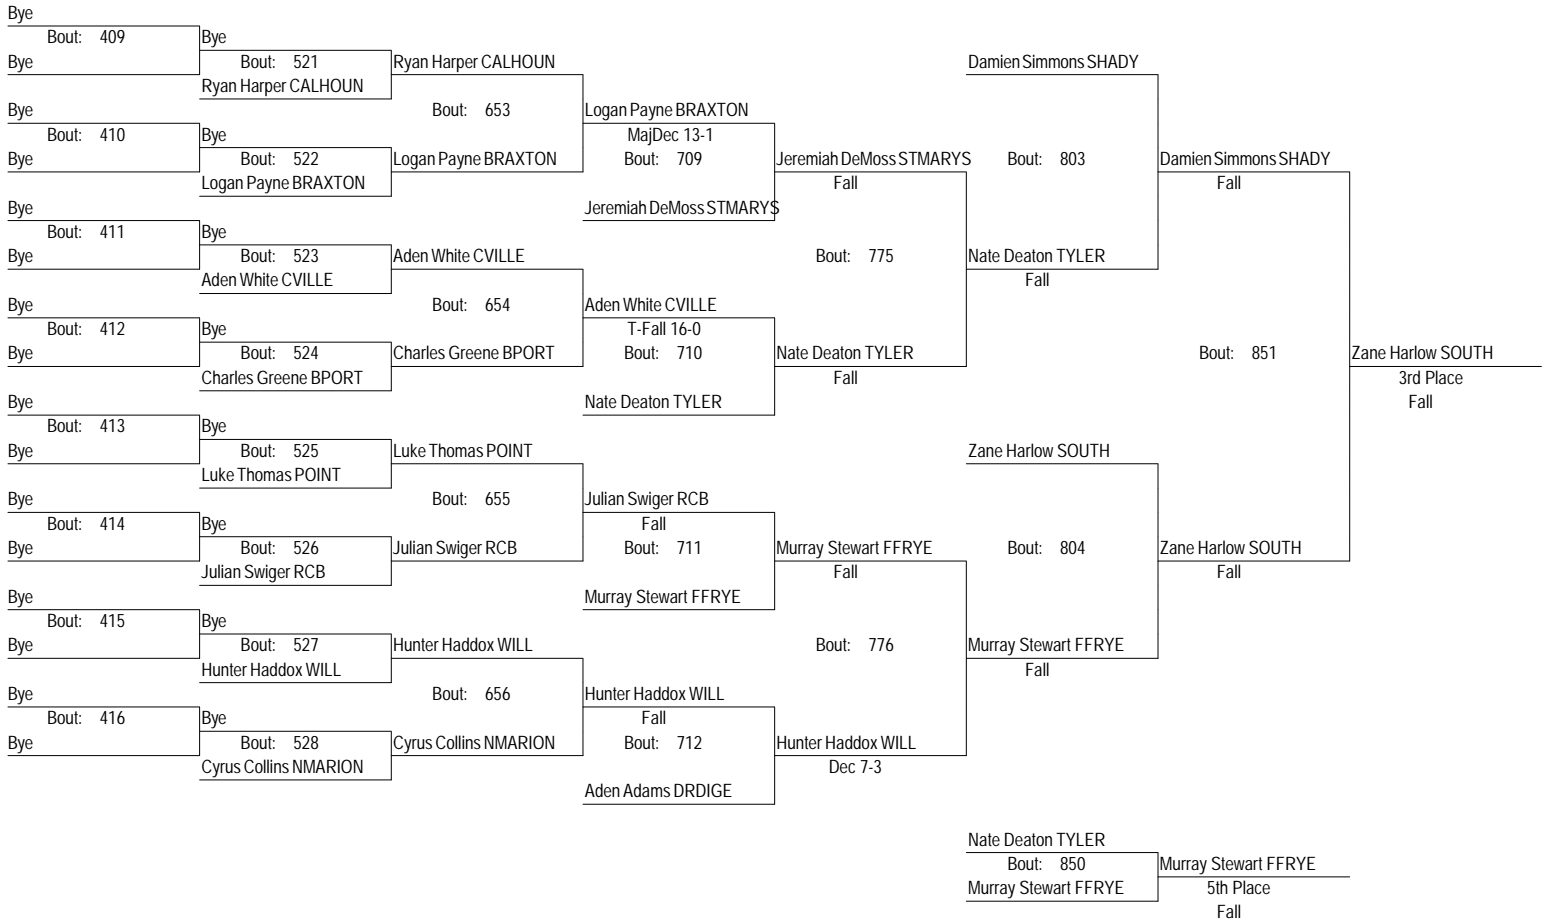 Bye
Bout: 409
Bye
Bye
Bout: 521
Ryan Harper CALHOUN
Ryan Harper CALHOUN
Damien Simmons SHADY
Bye
Bout: 653
Logan Payne BRAXTON
Bout: 410
Bye
MajDec 13-1
Bye
Bout: 522
Logan Payne BRAXTON
Bout: 709
Jeremiah DeMoss STMARYS
Bout: 803
Damien Simmons SHADY
Logan Payne BRAXTON
Fall
Fall
Bye
Jeremiah DeMoss STMARYS
Bout: 411
Bye
Bye
Bout: 523
Aden White CVILLE
Bout: 775
Nate Deaton TYLER
Aden White CVILLE
Fall
Bye
Bout: 654
Aden White CVILLE
Bout: 412
Bye
T-Fall 16-0
Bye
Bout: 524
Charles Greene BPORT
Bout: 710
Nate Deaton TYLER
Bout: 851
Zane Harlow SOUTH
Charles Greene BPORT
Fall
3rd Place
Bye
Nate Deaton TYLER
Fall
Bout: 413
Bye
Bye
Bout: 525
Luke Thomas POINT
Zane Harlow SOUTH
Luke Thomas POINT
Bye
Bout: 655
Julian Swiger RCB
Bout: 414
Bye
Fall
Bye
Bout: 526
Julian Swiger RCB
Bout: 711
Murray Stewart FFRYE
Bout: 804
Zane Harlow SOUTH
Julian Swiger RCB
Fall
Fall
Bye
Murray Stewart FFRYE
Bout: 415
Bye
Bye
Bout: 527
Hunter Haddox WILL
Bout: 776
Murray Stewart FFRYE
Hunter Haddox WILL
Fall
Bye
Bout: 656
Hunter Haddox WILL
Bout: 416
Bye
Fall
Bye
Bout: 528
Cyrus Collins NMARION
Bout: 712
Hunter Haddox WILL
Cyrus Collins NMARION
Dec 7-3
Aden Adams DRDIGE
Nate Deaton TYLER
Bout: 850
Murray Stewart FFRYE
Murray Stewart FFRYE
5th Place
Fall